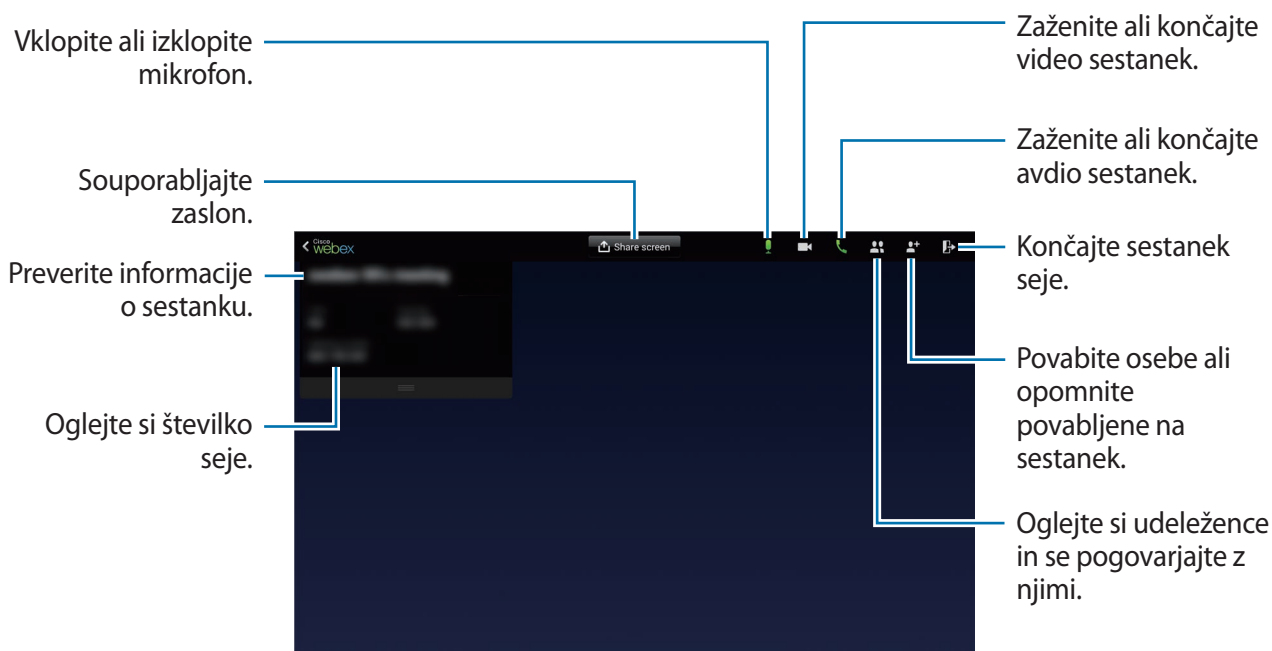 Vklopite ali izklopite
mikrofon.
Souporabljajte
zaslon.
Preverite informacije
o sestanku.
Oglejte si številko
seje.
Cisco
webex
Share screen
Zaženite ali končajte
video sestanek.
Zaženite ali končajte
avdio sestanek.
Končajte sestanek
seje.
Povabite osebe ali
opomnite
povabljene na
sestanek.
Oglejte si udeležence
in se pogovarjajte z
njimi.